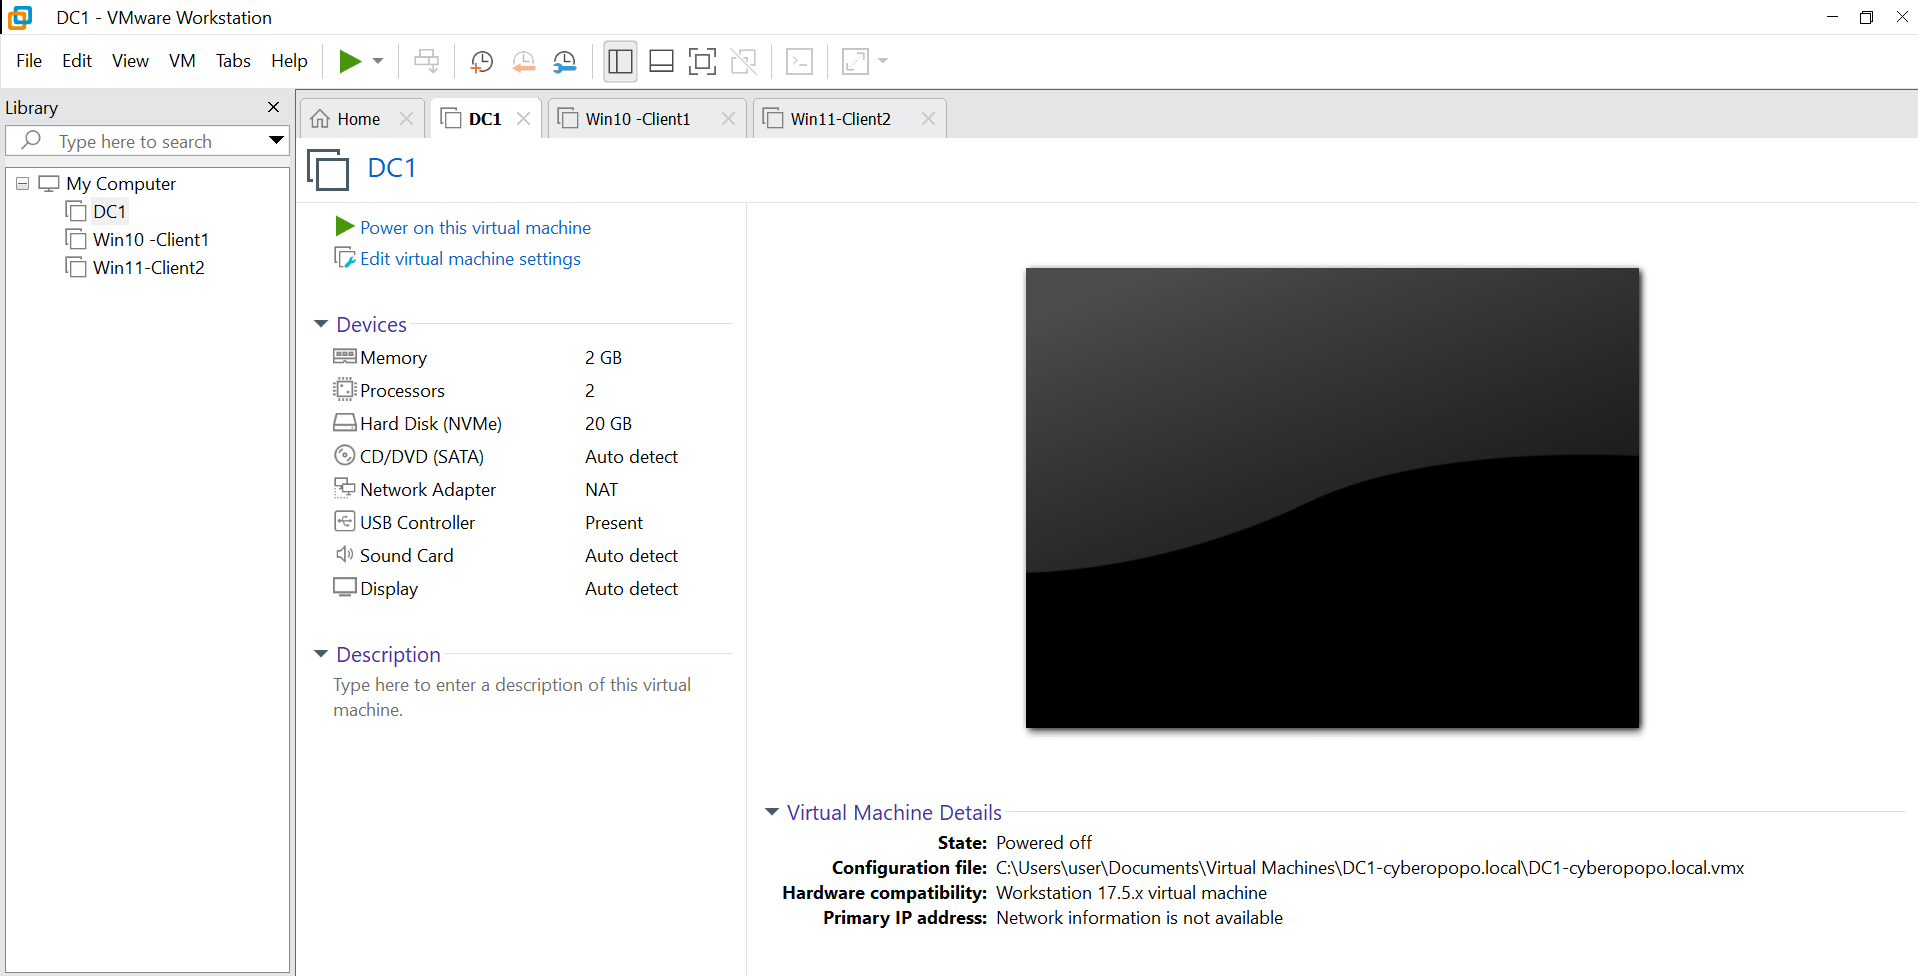 DC1 - VMware Workstation
File Edit View VM Tabs Help
Library
Type here to search
My Computer
DC1
Win10 -Client1
Win11-Client2
Home DC1 Win10 -Client1 Win11-Client2
DC1
Power on this virtual machine
Edit virtual machine settings
Devices
Memory 2 GB
Processors 2
Hard Disk (NVMe) 20 GB
CD/DVD (SATA) Auto detect
Network Adapter NAT
USB Controller Present
Sound Card Auto detect
Display Auto detect
Description
Type here to enter a description of this virtual
machine.
Virtual Machine Details
State: Powered off
Configuration file: C:\Users\user\Documents\Virtual Machines\DC1-cyberopopo.local\DC1-cyberopopo.local.vmx
Hardware compatibility: Workstation 17.5.x virtual machine
Primary IP address: Network information is not available